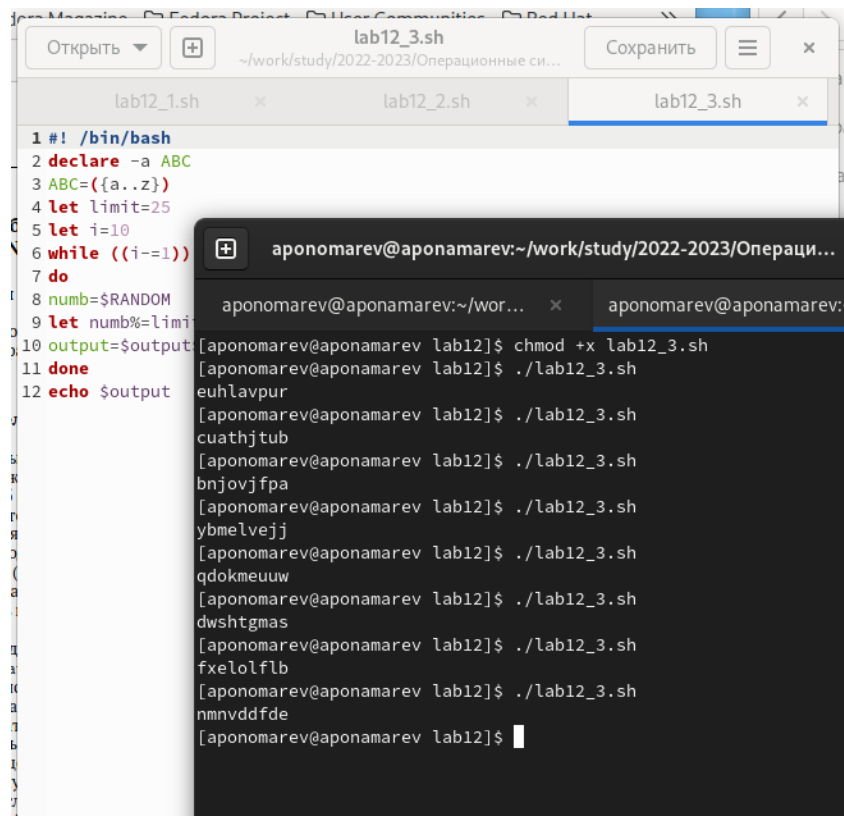 Fedora Project
User Communities
Red Hat
»
Открыть
lab12_3.sh
~/work/study/2022-2023/Операционные си...
Сохранить
×
lab12_1.sh ×
lab12_2.sh ×
lab12_3.sh ×
1 #! /bin/bash
2 declare -a ABC
3 ABC=({a..z})
4 let limit=25
5 let i=10
6 while ((i-=1))
7 do
8 numb=$RANDOM
9 let numb%=limi
10 output=$output
11 done
12 echo $output
aponomarev@aponamarev:~/work/study/2022-2023/Операци...
aponomarev@aponamarev:~/wor... ×
aponomarev@aponamarev:
[aponomarev@aponamarev lab12]$ chmod +x lab12_3.sh
[aponomarev@aponamarev lab12]$ ./lab12_3.sh
euhlavpur
[aponomarev@aponamarev lab12]$ ./lab12_3.sh
cuathjtub
[aponomarev@aponamarev lab12]$ ./lab12_3.sh
bnjovjfpa
[aponomarev@aponamarev lab12]$ ./lab12_3.sh
ybmelvejj
[aponomarev@aponamarev lab12]$ ./lab12_3.sh
qdokmeuuw
[aponomarev@aponamarev lab12]$ ./lab12_3.sh
dwshtgmas
[aponomarev@aponamarev lab12]$ ./lab12_3.sh
fxelolflb
[aponomarev@aponamarev lab12]$ ./lab12_3.sh
nmnvddfde
[aponomarev@aponamarev lab12]$